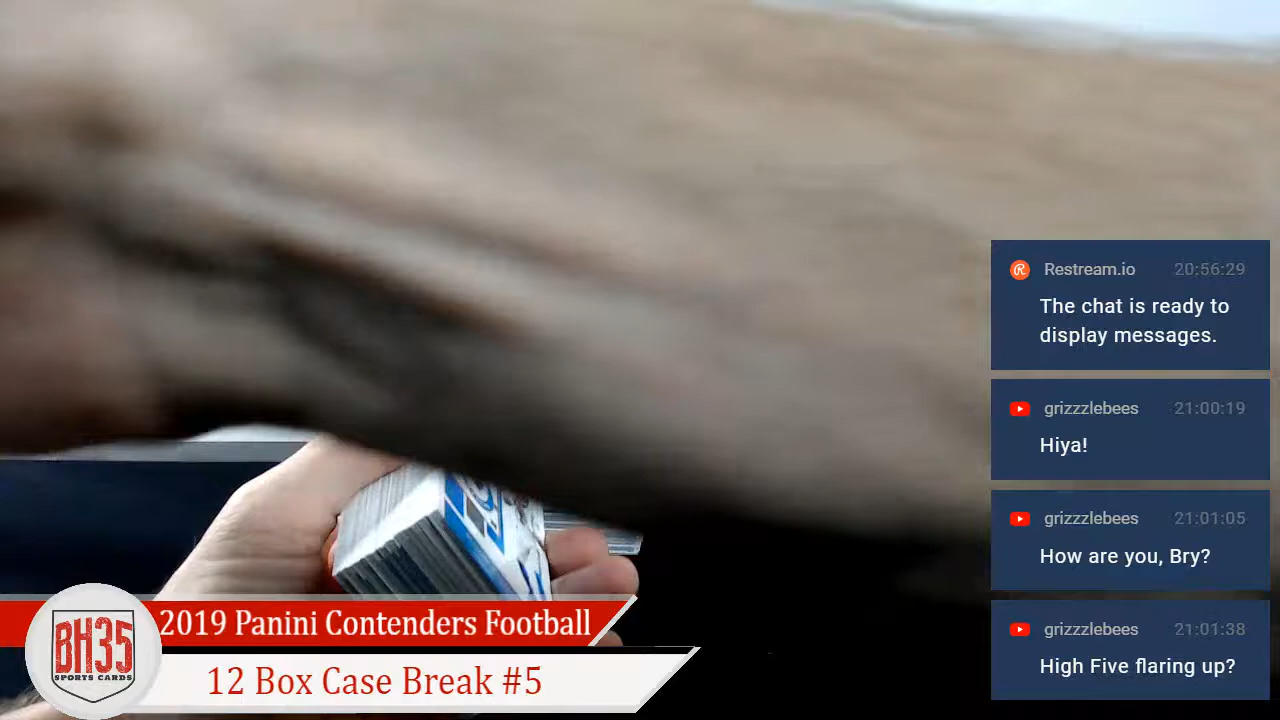 Restream.io 20:56:29
The chat is ready to
display messages.
grizzzlebees 21:00:19
Hiya!
grizzzlebees 21:01:05
How are you, Bry?
grizzzlebees 21:01:38
High Five flaring up?
BH35
SPORTS CARDS
2019 Panini Contenders Football
12 Box Case Break #5